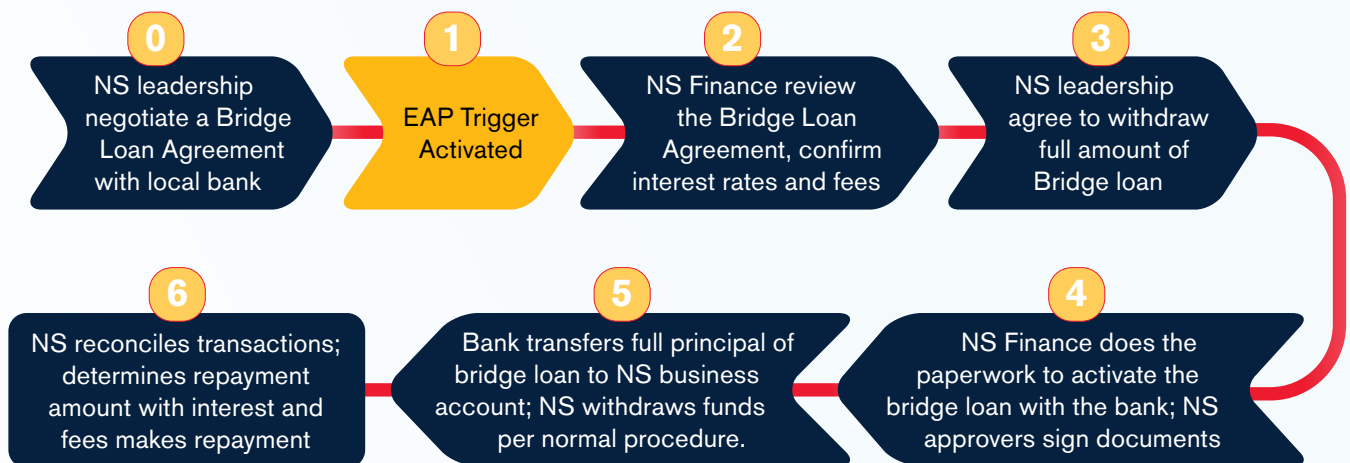 0
NS leadership
negotiate a Bridge
Loan Agreement
with local bank
1
EAP Trigger
Activated
2
NS Finance review
the Bridge Loan
Agreement, confirm
interest rates and fees
3
NS leadership
agree to withdraw
full amount of
Bridge loan
4
NS Finance does the
paperwork to activate the
bridge loan with the bank; NS
approvers sign documents
5
Bank transfers full principal of
bridge loan to NS business
account; NS withdraws funds
per normal procedure.
6
NS reconciles transactions;
determines repayment
amount with interest and
fees makes repayment